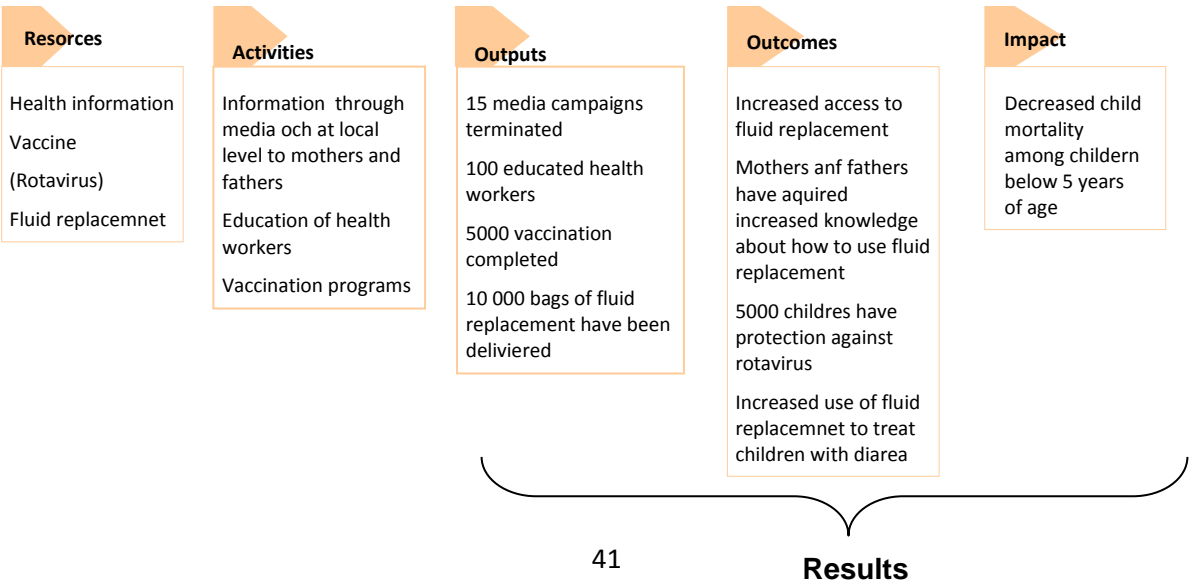 Resorces
Health information
Vaccine
(Rotavirus)
Fluid replacemnet
Activities
Information through
media och at local
level to mothers and
fathers
Education of health
workers
Vaccination programs
Outputs
15 media campaigns
terminated
100 educated health
workers
5000 vaccination
completed
10 000 bags of fluid
replacement have been
deliviered
Outcomes
Increased access to
fluid replacement
Mothers anf fathers
have aquired
increased knowledge
about how to use fluid
replacement
5000 childres have
protection against
rotavirus
Increased use of fluid
replacemnet to treat
children with diarea
Impact
Decreased child
mortality
among childern
below 5 years
of age
41
Results